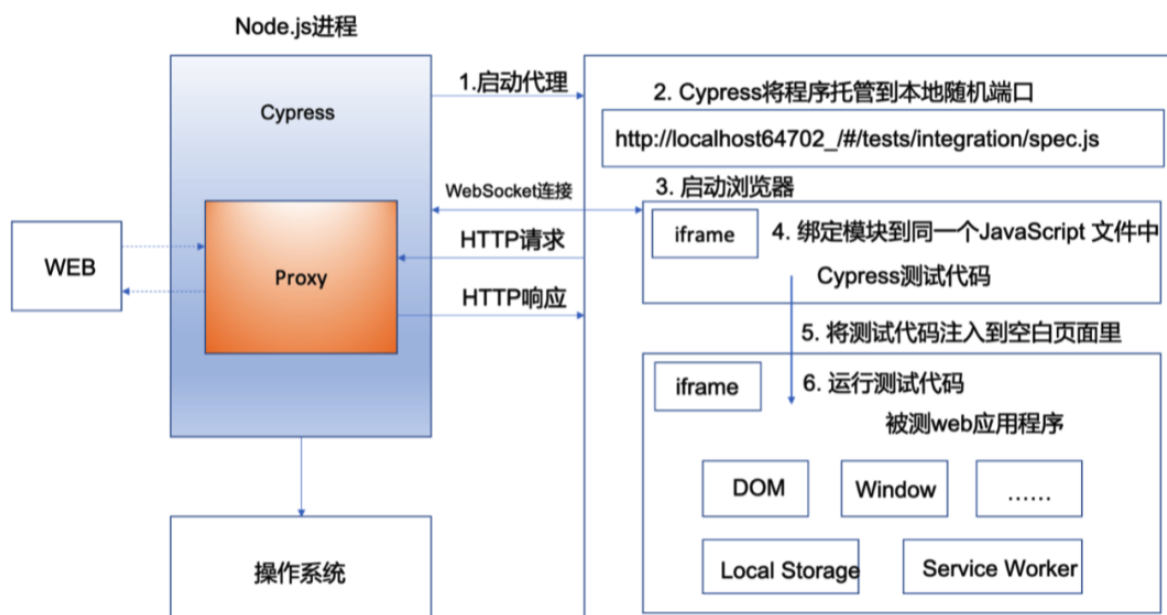 Node.js进程
Cypress
Proxy
WEB
操作系统
1.启动代理
WebSocket连接
HTTP请求
HTTP响应
2. Cypress将程序托管到本地随机端口
http://localhost64702_/#/tests/integration/spec.js
3. 启动浏览器
iframe
4. 绑定模块到同一个JavaScript 文件中
Cypress测试代码
5. 将测试代码注入到空白页面里
iframe
6. 运行测试代码
被测web应用程序
DOM
Window
……
Local Storage
Service Worker